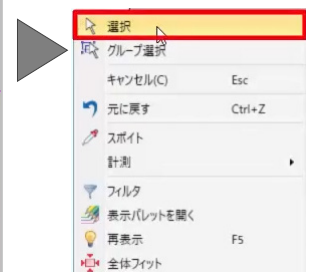 選択
グループ選択
キャンセル(C) Esc
元に戻す Ctrl+Z
スポイト
計測
フィルタ
表示パレットを開く
再表示 F5
全体フィット